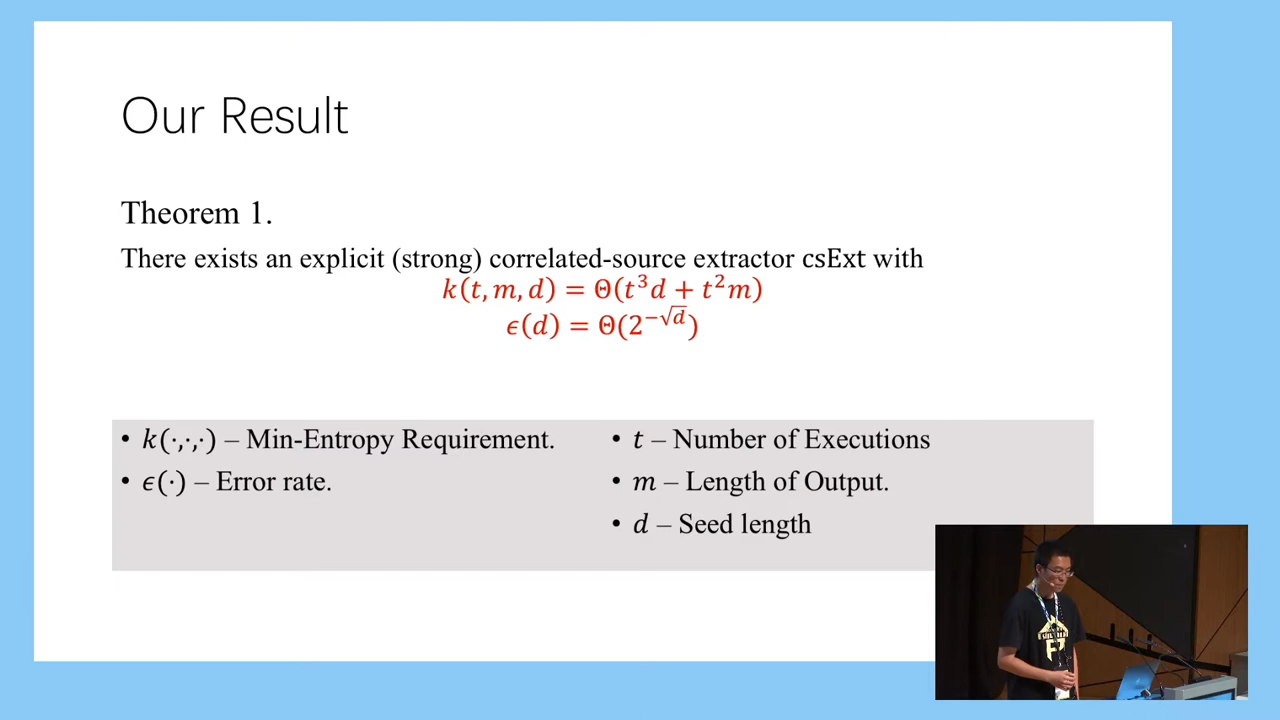 Our Result
Theorem 1.
There exists an explicit (strong) correlated-source extractor csExt with
𝑘(𝑡, 𝑚, 𝑑) = Θ(𝑡³𝑑 + 𝑡²𝑚)
𝜖(𝑑) = Θ(2^{−√𝑑})
• 𝑘(·,·,·) – Min-Entropy Requirement.
• 𝜖(·) – Error rate.
• 𝑡 – Number of Executions
• 𝑚 – Length of Output.
• 𝑑 – Seed length